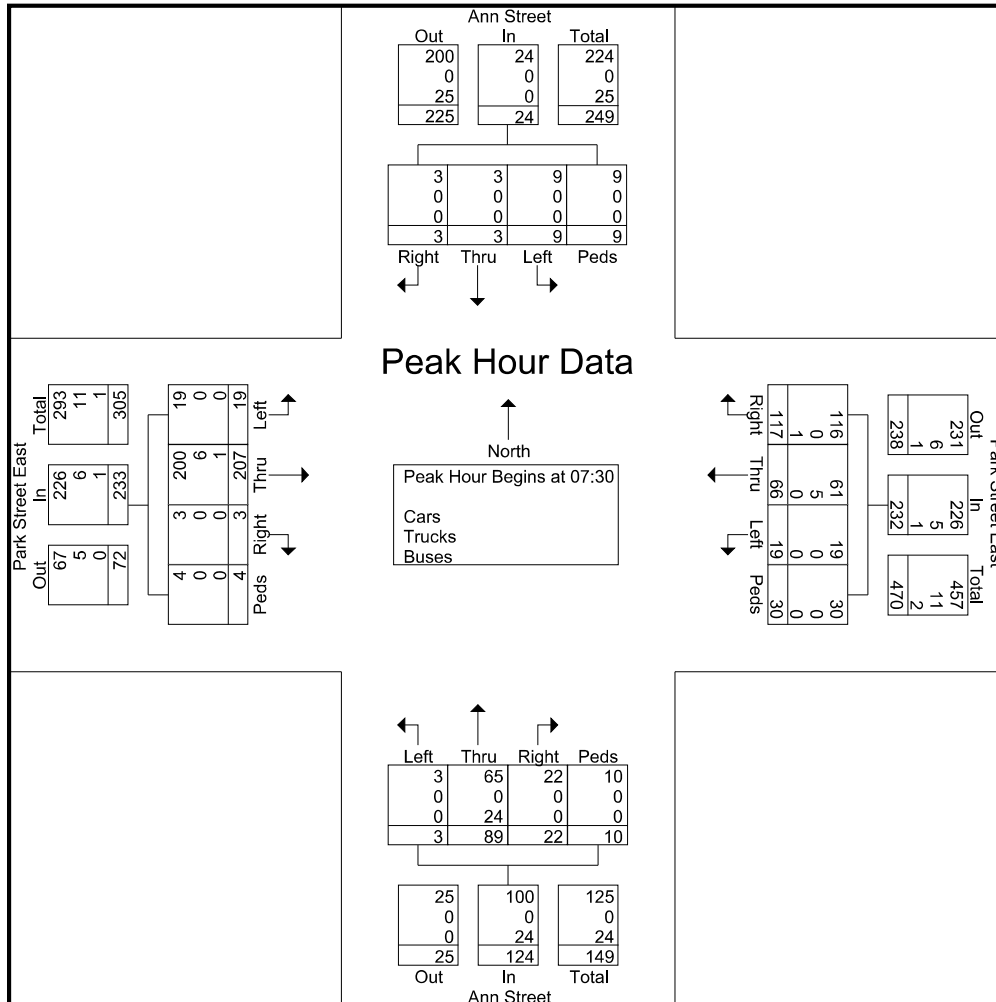 Ann Street
Out In Total
200 24 224
0 0 0
25 0 25
225 24 249
3 3 9 9
0 0 0 0
0 0 0 0
3 3 9 9
Right Thru Left Peds
Peak Hour Data
North
Peak Hour Begins at 07:30
Cars
Trucks
Buses
Park Street East
Total In Out
293 226 67
11 6 5
1 1 0
305 233 72
19 200 3 4
0 6 0 0
0 1 0 0
19 207 3 4
Left Thru Right Peds
Right Thru Left Peds
116 61 19 30
0 5 0 0
1 0 0 0
117 66 19 30
Park Street East
Out In Total
231 226 457
6 5 11
1 1 2
238 232 470
Left Thru Right Peds
3 65 22 10
0 0 0 0
0 24 0 0
3 89 22 10
25 100 125
0 0 0
0 24 24
25 124 149
Out In Total
Ann Street